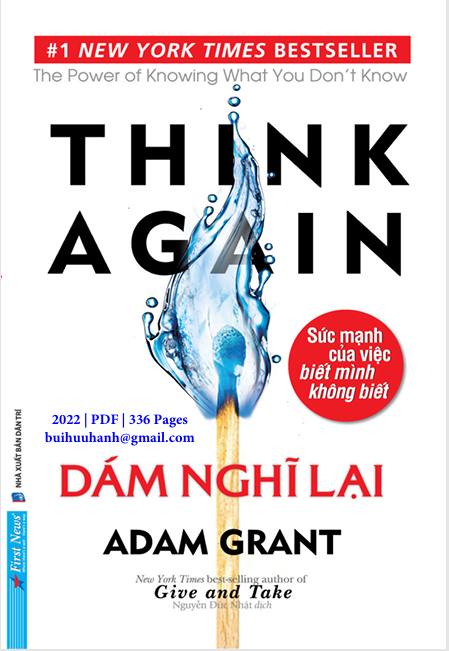 #1 NEW YORK TIMES BESTSELLER
The Power of Knowing What You Don't Know
THINK
AGAIN
Sức mạnh
của việc
biết mình
không biết
2022 | PDF | 336 Pages
buihuuhanh@gmail.com
NHÀ XUẤT BẢN DÂN TRÍ
DÁM NGHĨ LẠI
ADAM GRANT
First News
New York Times best-selling author of
Give and Take
Nguyễn Đức Nhật dịch